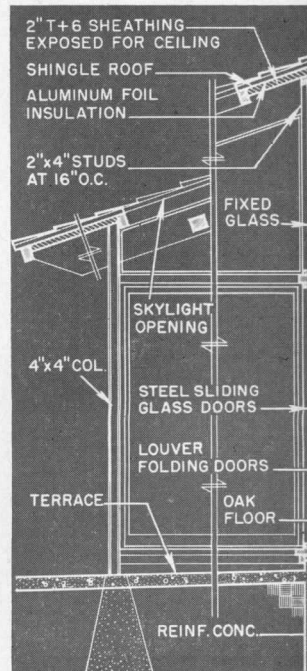 2" T+6 SHEATHING
EXPOSED FOR CEILING
SHINGLE ROOF
ALUMINUM FOIL
INSULATION
2"x4" STUDS
AT 16" O.C.
FIXED
GLASS
SKYLIGHT
OPENING
4"x4" COL.
STEEL SLIDING
GLASS DOORS
LOUVER
FOLDING DOORS
TERRACE
OAK
FLOOR
REINF. CONC.